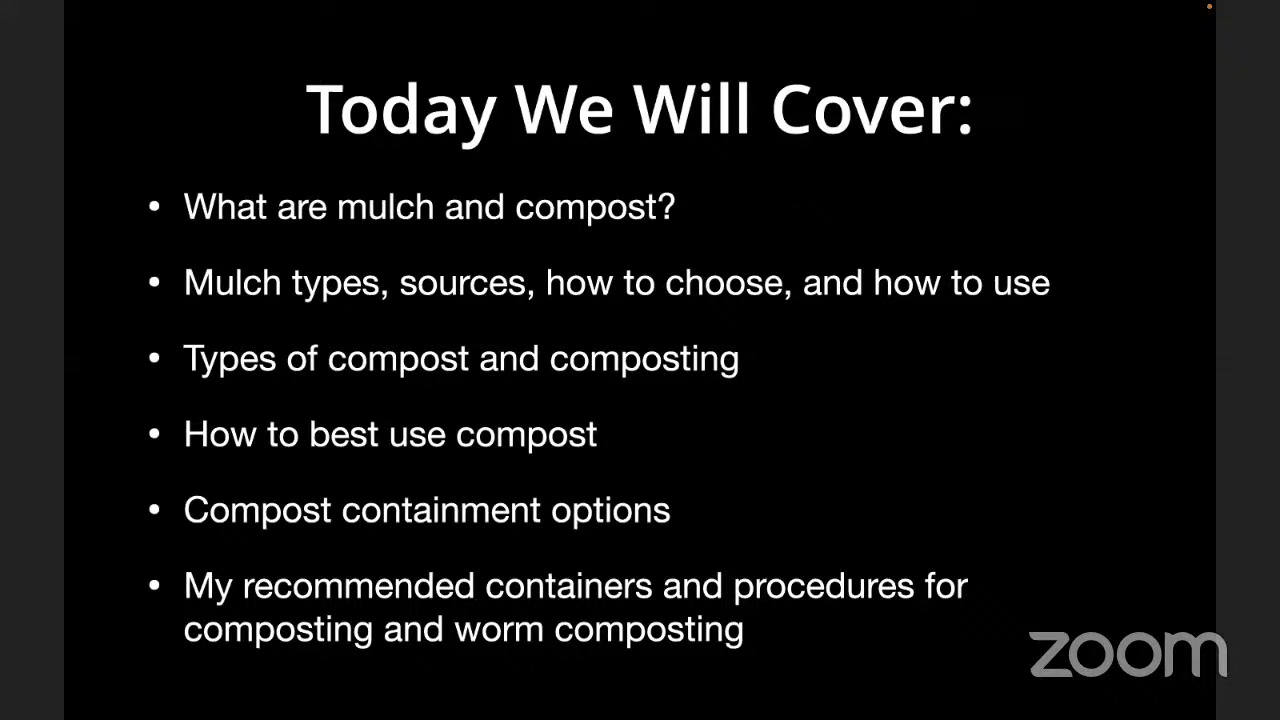 Today We Will Cover:
• What are mulch and compost?
• Mulch types, sources, how to choose, and how to use
• Types of compost and composting
• How to best use compost
• Compost containment options
• My recommended containers and procedures for
composting and worm composting
zoom